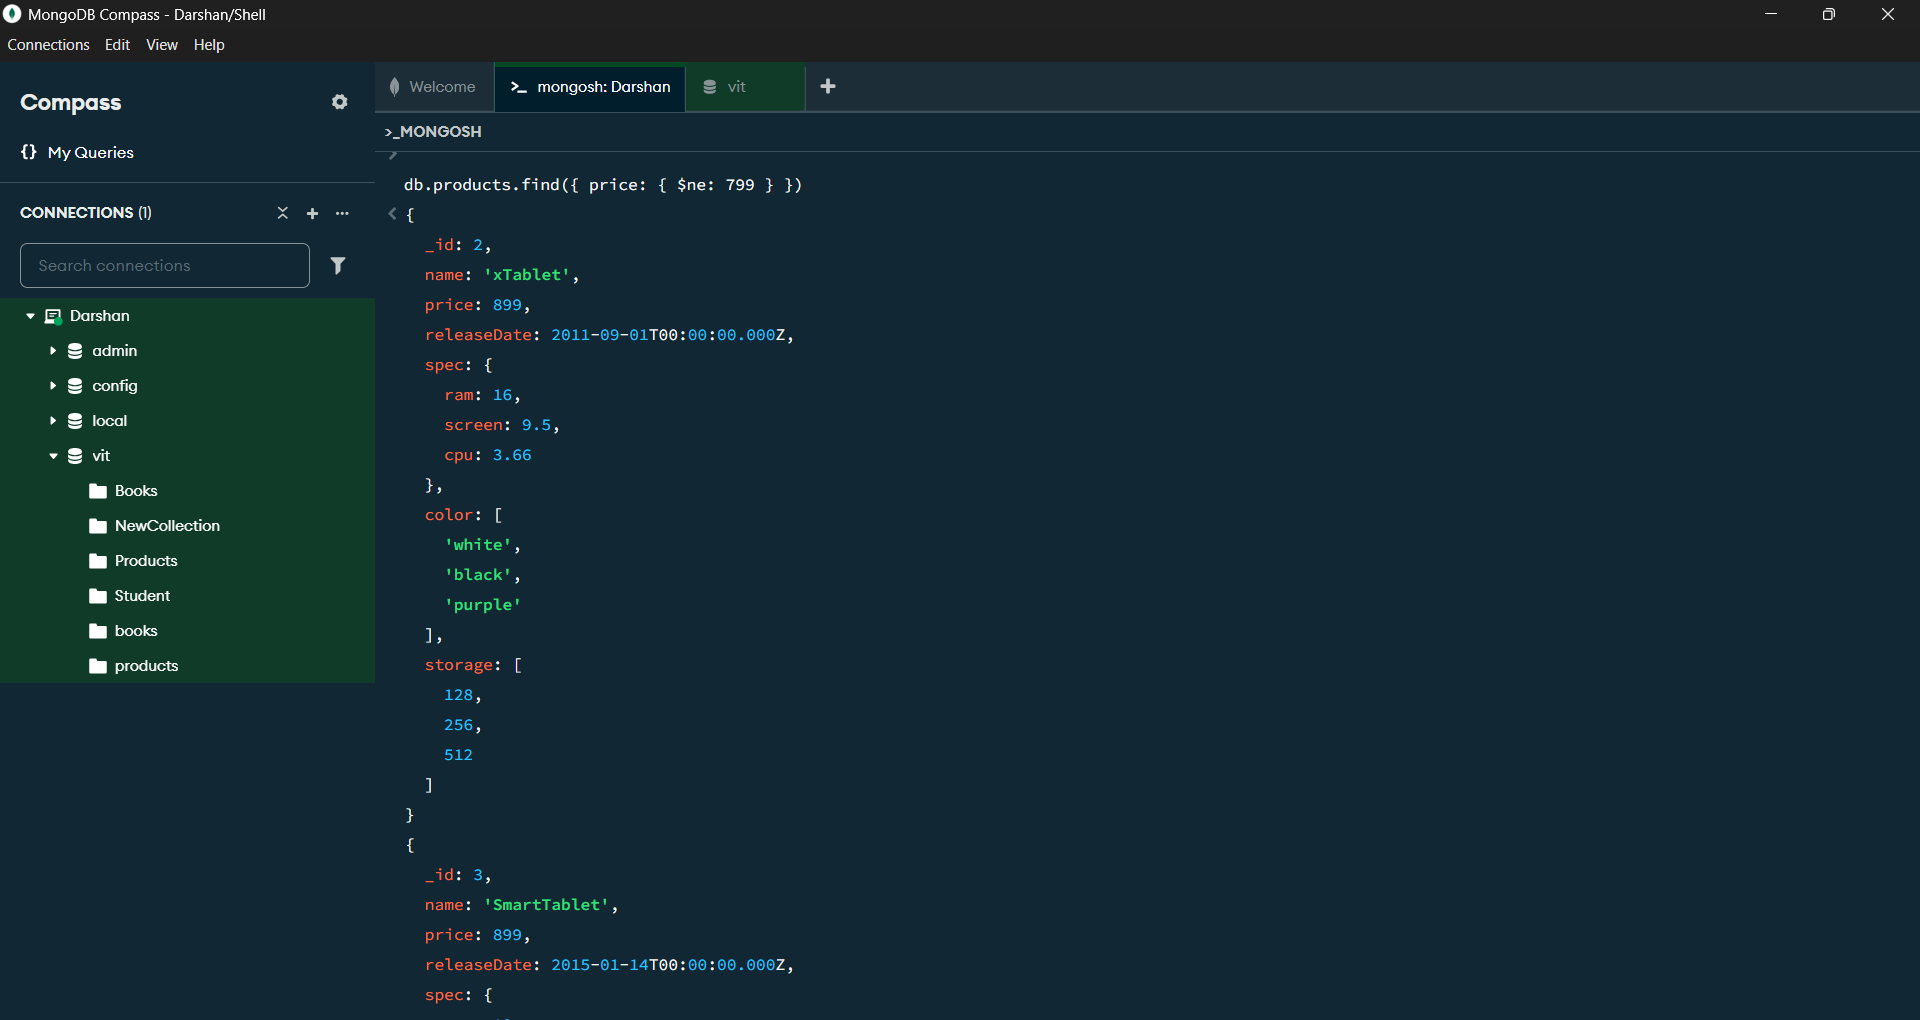 MongoDB Compass - Darshan/Shell
Connections Edit View Help
Compass
{} My Queries
CONNECTIONS (1)
Search connections
Darshan
admin
config
local
vit
Books
NewCollection
Products
Student
books
products
Welcome
>_ mongosh: Darshan
vit
>_MONGOSH
>
db.products.find({ price: { $ne: 799 } })
< {
_id: 2,
name: 'xTablet',
price: 899,
releaseDate: 2011-09-01T00:00:00.000Z,
spec: {
ram: 16,
screen: 9.5,
cpu: 3.66
},
color: [
'white',
'black',
'purple'
],
storage: [
128,
256,
512
]
}
{
_id: 3,
name: 'SmartTablet',
price: 899,
releaseDate: 2015-01-14T00:00:00.000Z,
spec: {